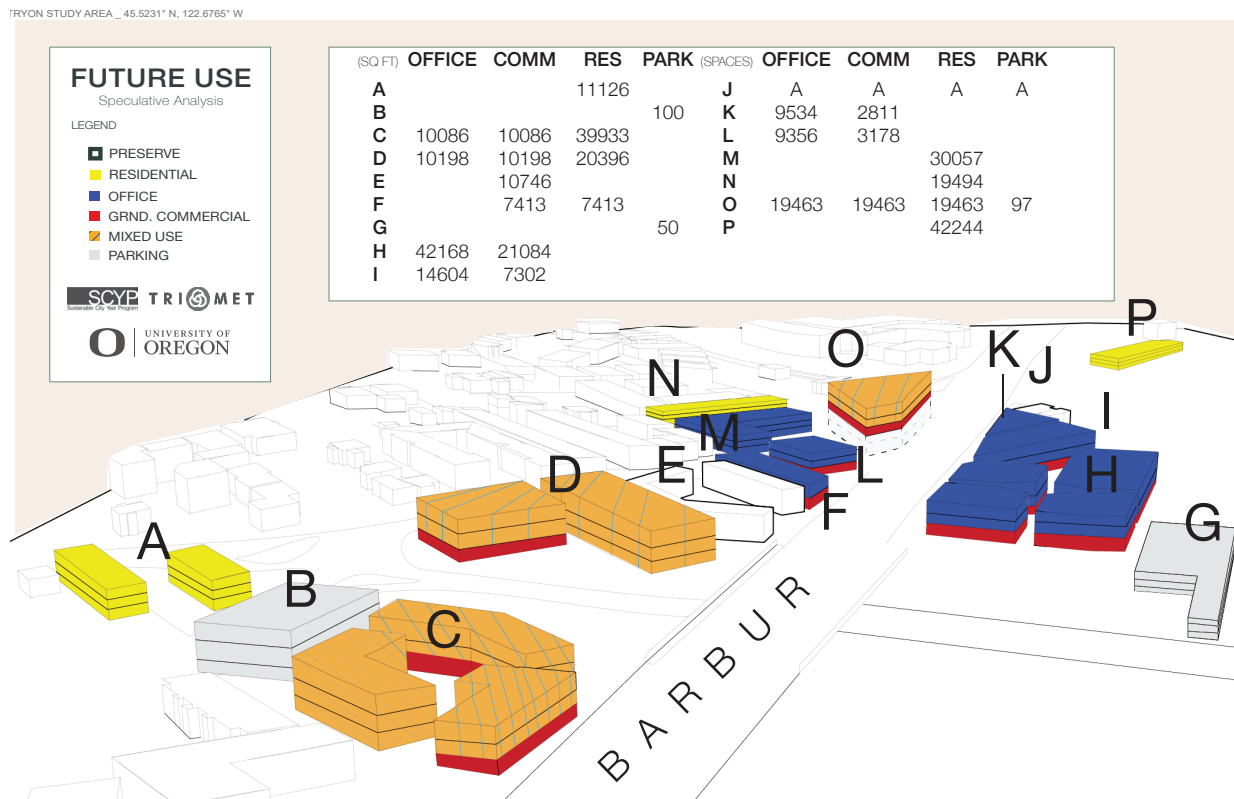 TRYON STUDY AREA _ 45.5231° N, 122.6765° W
FUTURE USE
Speculative Analysis
LEGEND
PRESERVE
RESIDENTIAL
OFFICE
GRND. COMMERCIAL
MIXED USE
PARKING
SCYP
Sustainable City Year Program
TRIMET
O
UNIVERSITY OF
OREGON
(SQ FT) OFFICE COMM RES PARK (SPACES) OFFICE COMM RES PARK
A 11126 J A A A A
B 100 K 9534 2811
C 10086 10086 39933 L 9356 3178
D 10198 10198 20396 M 30057
E 10746 N 19494
F 7413 7413 O 19463 19463 19463 97
G 50 P 42244
H 42168 21084
I 14604 7302
P
O
K
J
N
I
M
E
D
L
H
F
G
A
B
C
BARBUR